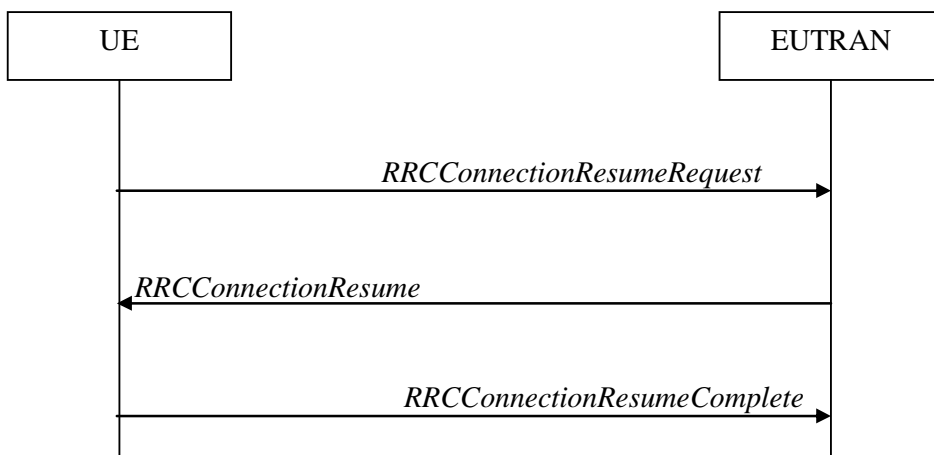 UE
EUTRAN
RRCConnectionResumeRequest
RRCConnectionResume
RRCConnectionResumeComplete